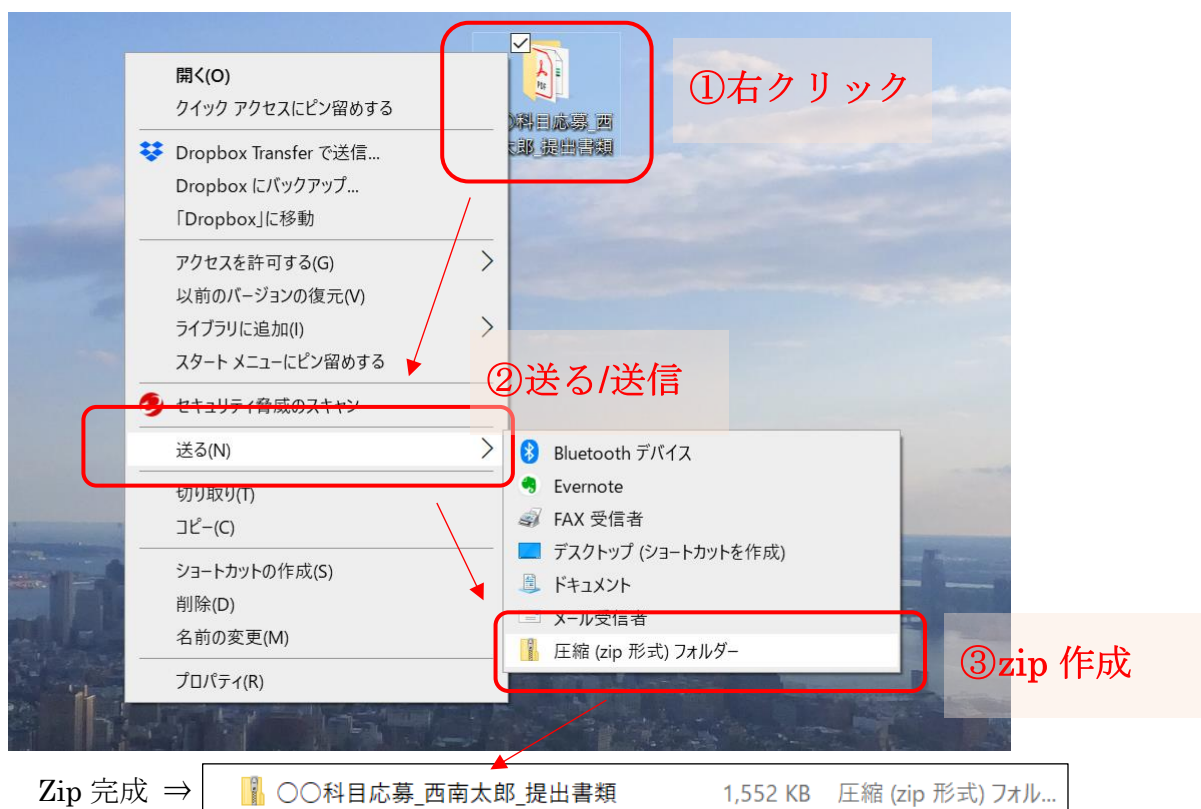 ①右クリック
○科目応募_西
太郎_提出書類
開く(O)
クイック アクセスにピン留めする
Dropbox Transfer で送信...
Dropbox にバックアップ...
「Dropbox」に移動
アクセスを許可する(G)
以前のバージョンの復元(V)
ライブラリに追加(I)
スタート メニューにピン留めする
セキュリティ脅威のスキャン
②送る/送信
送る(N)
切り取り(T)
コピー(C)
ショートカットの作成(S)
削除(D)
名前の変更(M)
プロパティ(R)
Bluetooth デバイス
Evernote
FAX 受信者
デスクトップ (ショートカットを作成)
ドキュメント
メール受信者
圧縮 (zip 形式) フォルダー
③zip 作成
Zip 完成 ⇒ 〇〇科目応募_西南太郎_提出書類 1,552 KB 圧縮 (zip 形式) フォル...